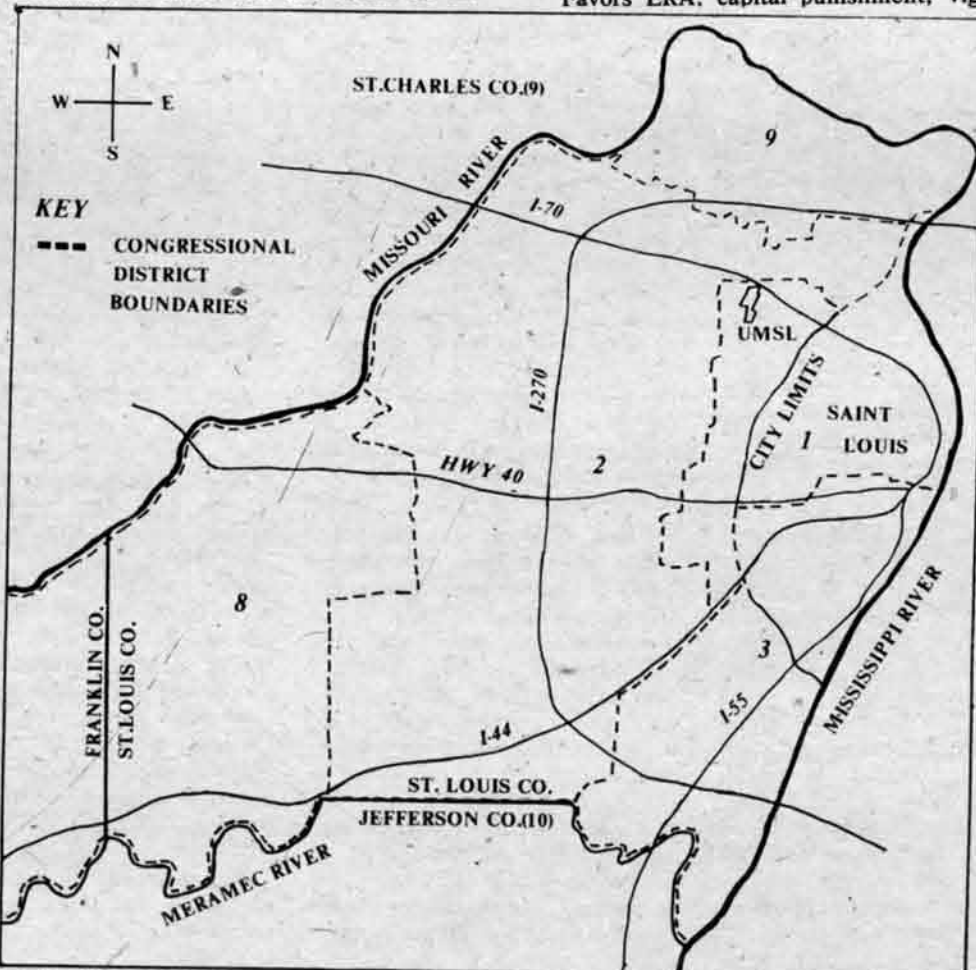 Favors ERA, capital punishment,
N
W
E
S
ST.CHARLES CO.(9)
9
MISSOURI RIVER
I-70
KEY
CONGRESSIONAL
DISTRICT
BOUNDARIES
UMSL
I-270
CITY LIMITS
SAINT
LOUIS
1
2
HWY 40
8
FRANKLIN CO.
ST.LOUIS CO.
3
MISSISSIPPI RIVER
I-55
I-44
ST. LOUIS CO.
JEFFERSON CO.(10)
MERAMEC RIVER